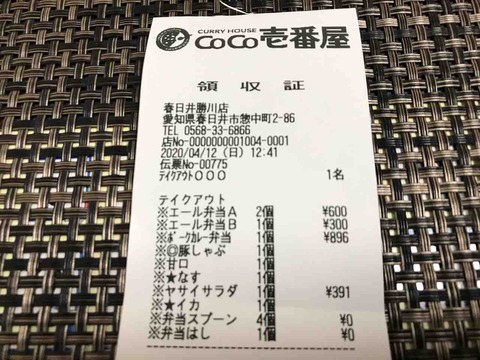 CURRY HOUSE
CoCo壱番屋
領収証
春日井勝川店
愛知県春日井市惣中町2-86
TEL 0568-33-6866
店No-0000000001004-0001
2020/04/12 (日) 12:41
伝票No-00775
ﾃｲｸｱｳﾄ〇〇〇 1名
テイクアウト
※エール弁当A 2個 ¥600
※エール弁当B 1個 ¥300
※ﾎﾟｰｸｶﾚｰ弁当 1個 ¥896
※◎豚しゃぶ 1個
※甘口 1個
※★なす 1個
※ヤサイサラダ 1個 ¥391
※★イカ 1個
※弁当スプーン 4個 ¥0
※弁当はし 1個 ¥0